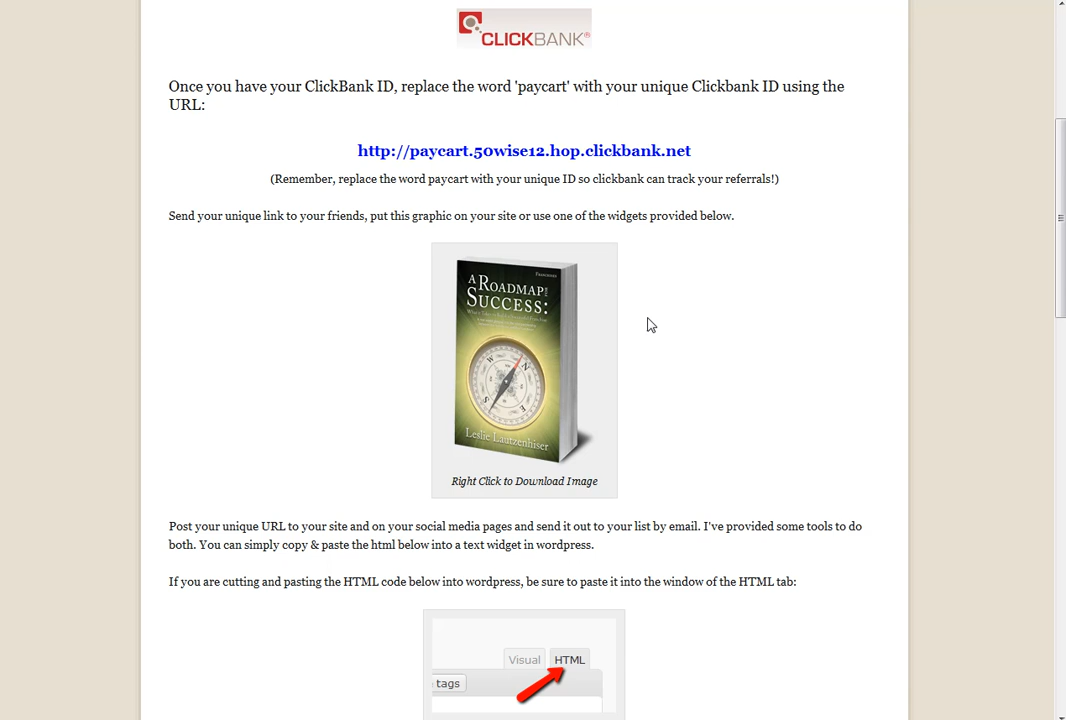 CLICKBANK®
Once you have your ClickBank ID, replace the word 'paycart' with your unique Clickbank ID using the
URL:
http://paycart.50wise12.hop.clickbank.net
(Remember, replace the word paycart with your unique ID so clickbank can track your referrals!)
Send your unique link to your friends, put this graphic on your site or use one of the widgets provided below.
A ROADMAP
SUCCESS:
W
N
S
E
Leslie Lautzenhiser
Right Click to Download Image
Post your unique URL to your site and on your social media pages and send it out to your list by email. I've provided some tools to do
both. You can simply copy & paste the html below into a text widget in wordpress.
If you are cutting and pasting the HTML code below into wordpress, be sure to paste it into the window of the HTML tab:
Visual HTML
tags